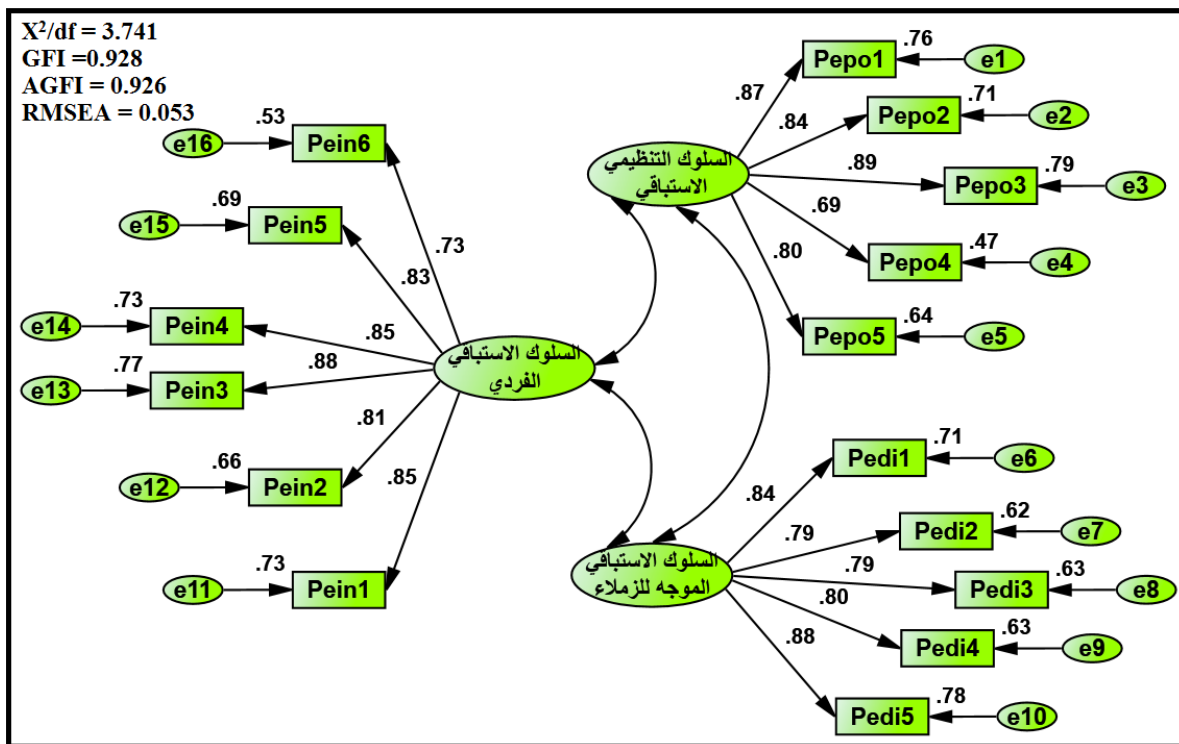 X²/df = 3.741
GFI =0.928
AGFI = 0.926
RMSEA = 0.053
.53
e16
Pein6
.69
e15
Pein5
.73
.83
.73
e14
Pein4
.85
.77
e13
Pein3
.88
السلوك الاستبافي
الفردي
.66
e12
Pein2
.81
.73
e11
Pein1
.85
السلوك التنظيمي
الاستباقي
.87
Pepo1
.76
e1
.84
Pepo2
.71
e2
.89
Pepo3
.79
e3
.69
Pepo4
.47
e4
.80
Pepo5
.64
e5
السلوك الاستبافي
الموجه للزملاء
.84
Pedi1
.71
e6
.79
Pedi2
.62
e7
.79
Pedi3
.63
e8
.80
Pedi4
.63
e9
.88
Pedi5
.78
e10